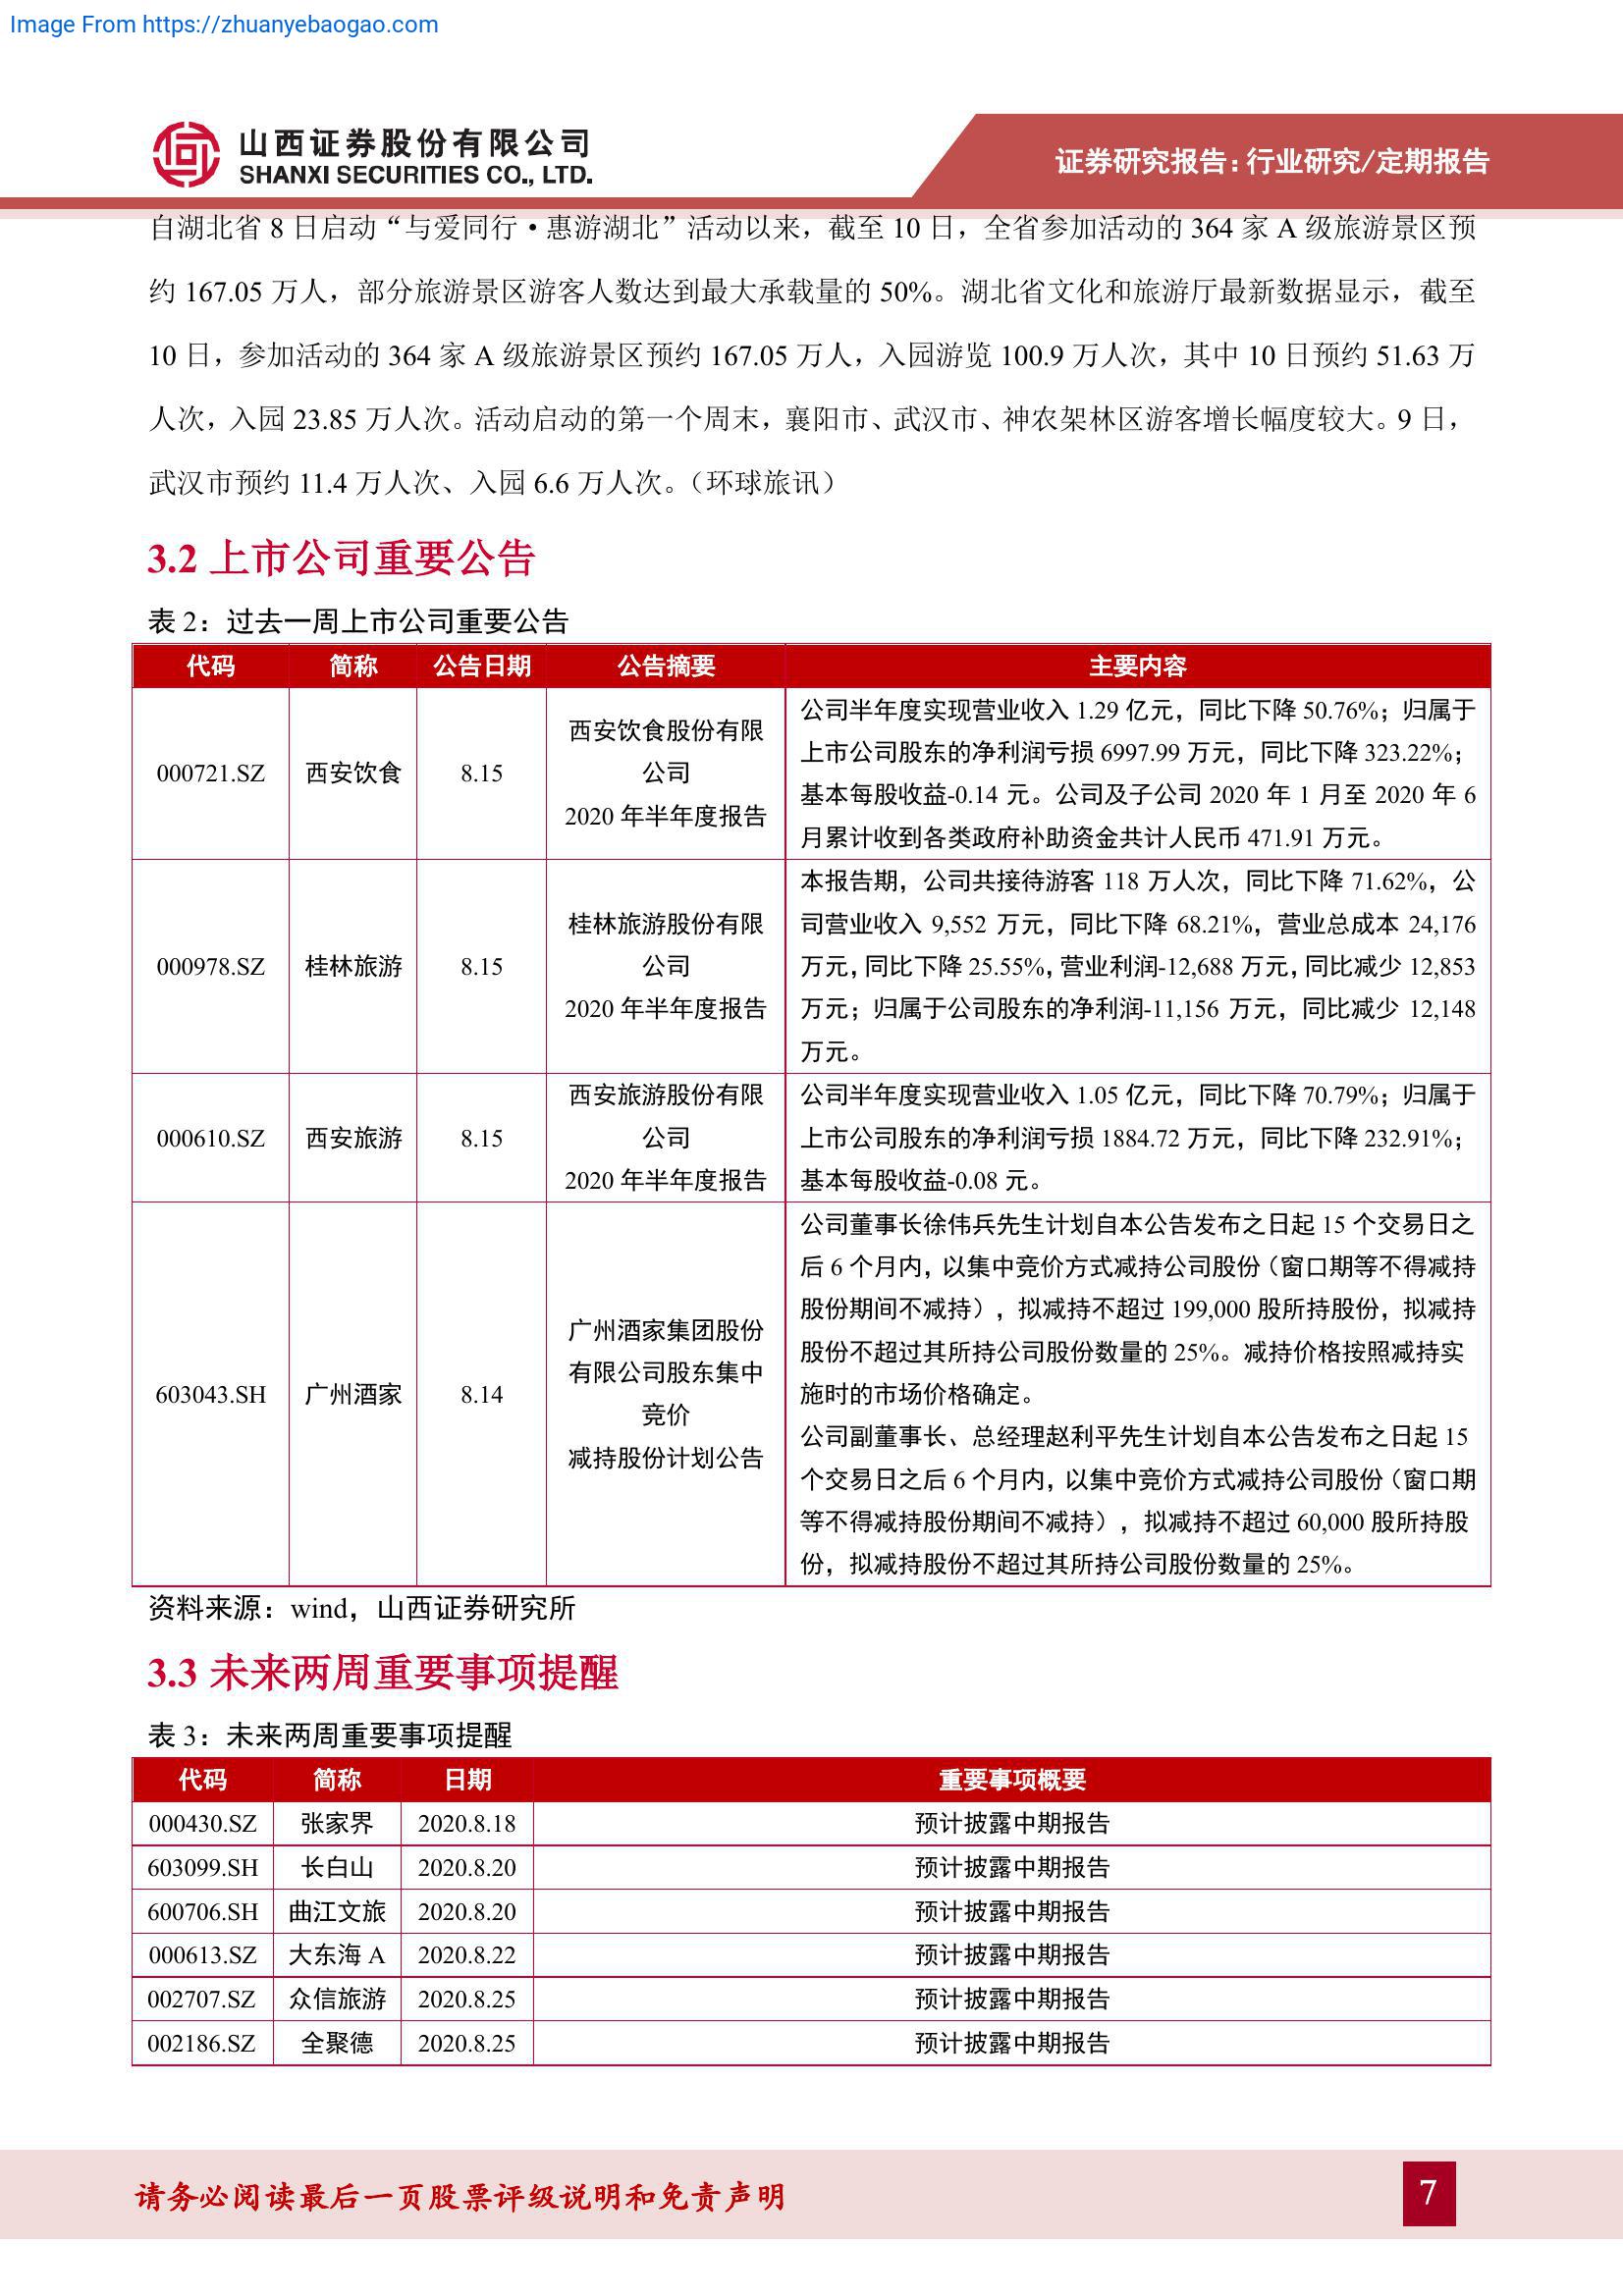 Image From https://zhuanyebaogao.com
山西证券股份有限公司
SHANXI SECURITIES CO., LTD.
证券研究报告：行业研究/定期报告
自湖北省 8 日启动“与爱同行·惠游湖北”活动以来，截至 10 日，全省参加活动的 364 家 A 级旅游景区预
约 167.05 万人，部分旅游景区游客人数达到最大承载量的 50%。湖北省文化和旅游厅最新数据显示，截至
10 日，参加活动的 364 家 A 级旅游景区预约 167.05 万人，入园游览 100.9 万人次，其中 10 日预约 51.63 万
人次，入园 23.85 万人次。活动启动的第一个周末，襄阳市、武汉市、神农架林区游客增长幅度较大。9 日，
武汉市预约 11.4 万人次、入园 6.6 万人次。（环球旅讯）
3.2 上市公司重要公告
表 2：过去一周上市公司重要公告
代码 简称 公告日期 公告摘要 主要内容
000721.SZ 西安饮食 8.15
西安饮食股份有限
公司
2020 年半年度报告
公司半年度实现营业收入 1.29 亿元，同比下降 50.76%；归属于
上市公司股东的净利润亏损 6997.99 万元，同比下降 323.22%；
基本每股收益-0.14 元。公司及子公司 2020 年 1 月至 2020 年 6
月累计收到各类政府补助资金共计人民币 471.91 万元。
000978.SZ 桂林旅游 8.15
桂林旅游股份有限
公司
2020 年半年度报告
本报告期，公司共接待游客 118 万人次，同比下降 71.62%，公
司营业收入 9,552 万元，同比下降 68.21%，营业总成本 24,176
万元，同比下降 25.55%，营业利润-12,688 万元，同比减少 12,853
万元；归属于公司股东的净利润-11,156 万元，同比减少 12,148
万元。
000610.SZ 西安旅游 8.15
西安旅游股份有限
公司
2020 年半年度报告
公司半年度实现营业收入 1.05 亿元，同比下降 70.79%；归属于
上市公司股东的净利润亏损 1884.72 万元，同比下降 232.91%；
基本每股收益-0.08 元。
603043.SH 广州酒家 8.14
广州酒家集团股份
有限公司股东集中
竞价
减持股份计划公告
公司董事长徐伟兵先生计划自本公告发布之日起 15 个交易日之
后 6 个月内，以集中竞价方式减持公司股份（窗口期等不得减持
股份期间不减持），拟减持不超过 199,000 股所持股份，拟减持
股份不超过其所持公司股份数量的 25%。减持价格按照减持实
施时的市场价格确定。
公司副董事长、总经理赵利平先生计划自本公告发布之日起 15
个交易日之后 6 个月内，以集中竞价方式减持公司股份（窗口期
等不得减持股份期间不减持），拟减持不超过 60,000 股所持股
份，拟减持股份不超过其所持公司股份数量的 25%。
资料来源：wind，山西证券研究所
3.3 未来两周重要事项提醒
表 3：未来两周重要事项提醒
代码 简称 日期 重要事项概要
000430.SZ 张家界 2020.8.18 预计披露中期报告
603099.SH 长白山 2020.8.20 预计披露中期报告
600706.SH 曲江文旅 2020.8.20 预计披露中期报告
000613.SZ 大东海 A 2020.8.22 预计披露中期报告
002707.SZ 众信旅游 2020.8.25 预计披露中期报告
002186.SZ 全聚德 2020.8.25 预计披露中期报告
请务必阅读最后一页股票评级说明和免责声明
7